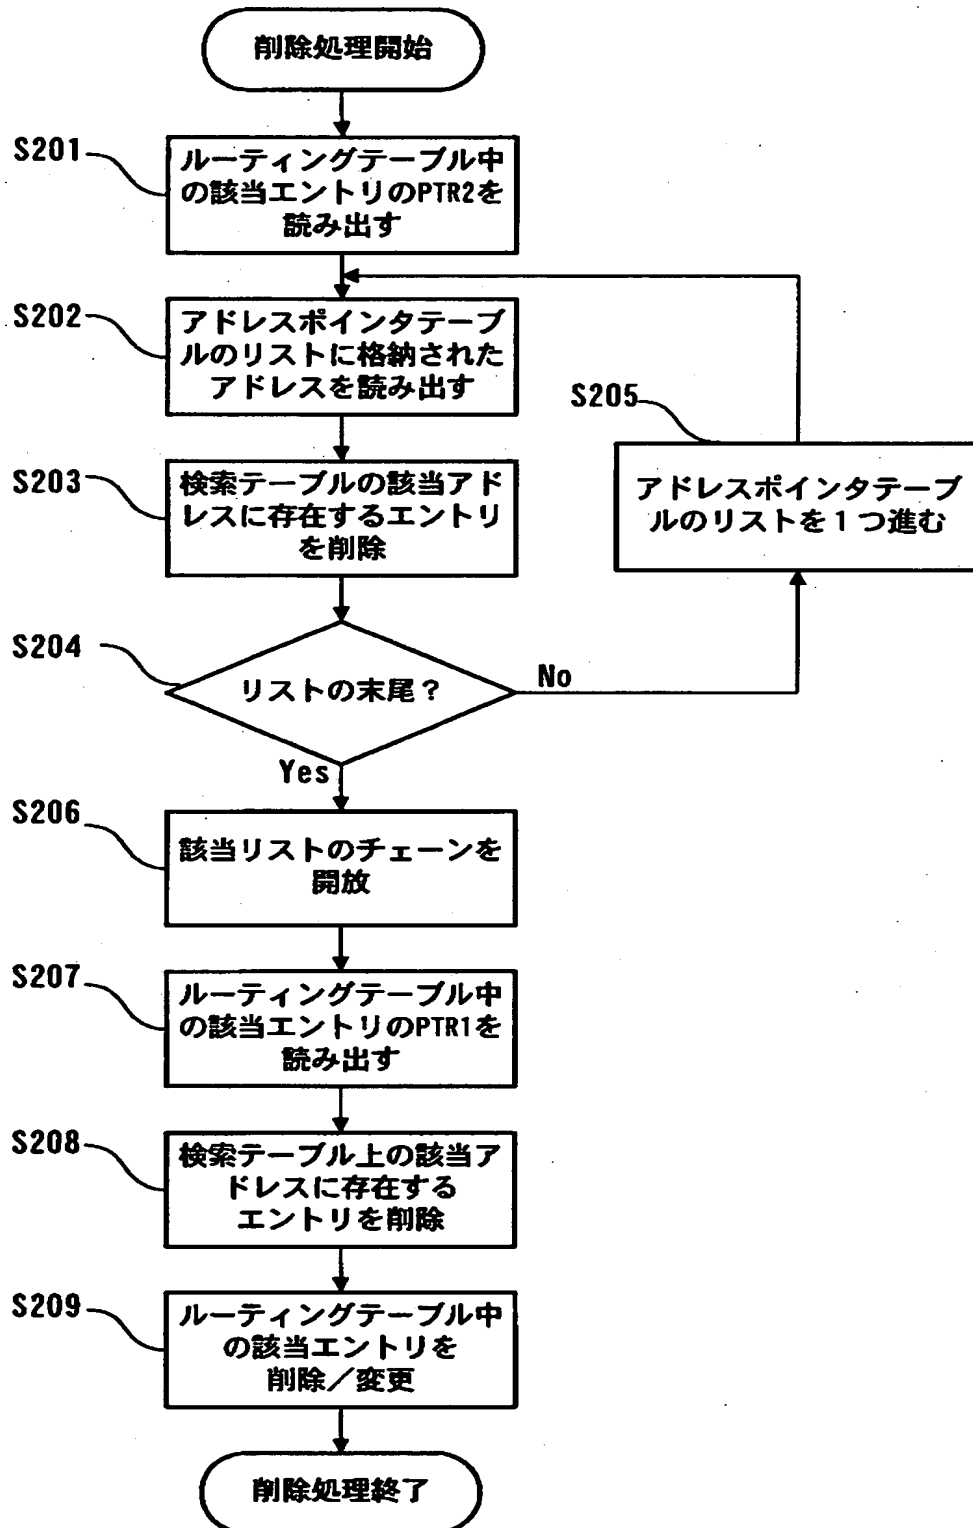 削除処理開始
S201
ルーティングテーブル中
の該当エントリのPTR2を
読み出す
S202
アドレスポインタテーブ
ルのリストに格納された
アドレスを読み出す
S205
アドレスポインタテーブ
ルのリストを1つ進む
S203
検索テーブルの該当アド
レスに存在するエントリ
を削除
S204
リストの末尾?
No
Yes
S206
該当リストのチェーンを
開放
S207
ルーティングテーブル中
の該当エントリのPTR1を
読み出す
S208
検索テーブル上の該当ア
ドレスに存在する
エントリを削除
S209
ルーティングテーブル中
の該当エントリを
削除/変更
削除処理終了